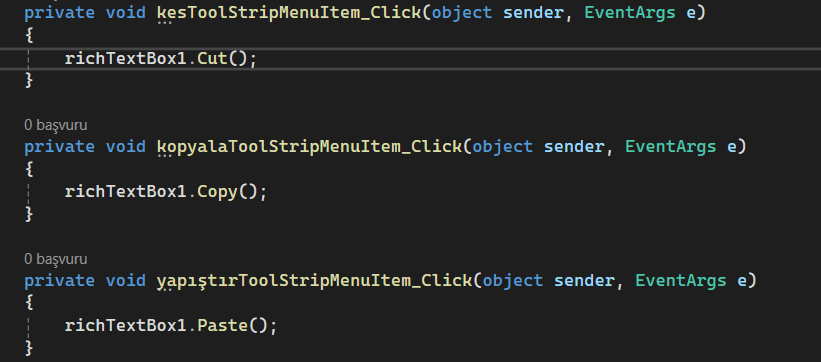 private void kesToolStripMenuItem_Click(object sender, EventArgs e)
{
    richTextBox1.Cut();
}
0 başvuru
private void kopyalaToolStripMenuItem_Click(object sender, EventArgs e)
{
    richTextBox1.Copy();
}
0 başvuru
private void yapıştırToolStripMenuItem_Click(object sender, EventArgs e)
{
    richTextBox1.Paste();
}